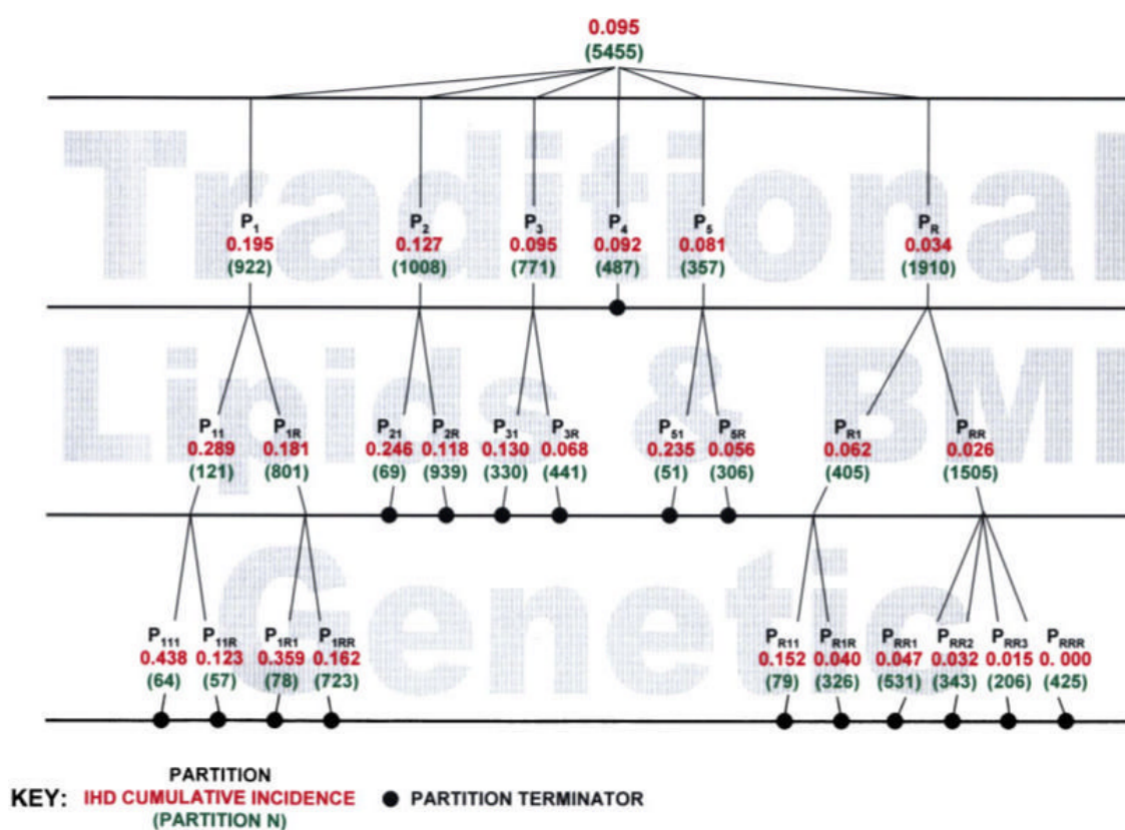 0.095
(5455)
Traditional
P1 P2 P3 P4 P5 PR
0.195 0.127 0.095 0.092 0.081 0.034
(922) (1008) (771) (487) (357) (1910)
Lipids & BMI
P11 P1R P21 P2R P31 P3R P51 P5R PR1 PRR
0.289 0.181 0.246 0.118 0.130 0.068 0.235 0.056 0.062 0.026
(121) (801) (69) (939) (330) (441) (51) (306) (405) (1505)
Genetic
P111 P11R P1R1 P1RR PR11 PR1R PRR1 PRR2 PRR3 PRRR
0.438 0.123 0.359 0.162 0.152 0.040 0.047 0.032 0.015 0. 000
(64) (57) (78) (723) (79) (326) (531) (343) (206) (425)
PARTITION
KEY: IHD CUMULATIVE INCIDENCE ● PARTITION TERMINATOR
(PARTITION N)